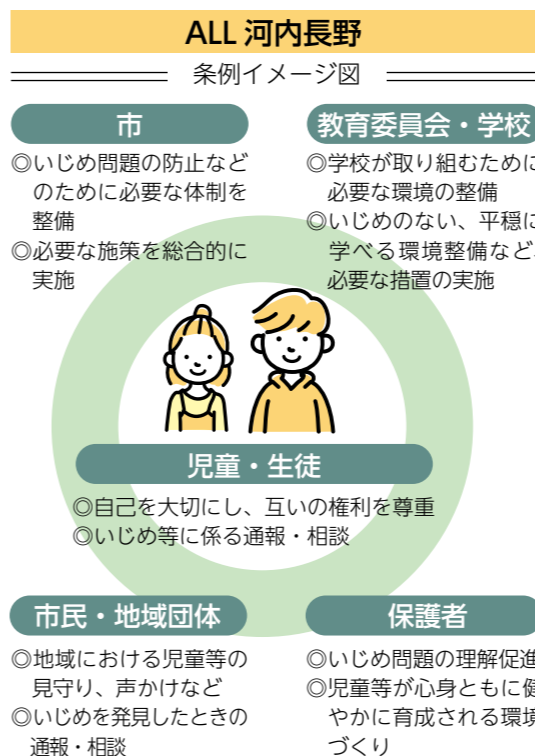 ALL 河内長野
条例イメージ図
市
◎いじめ問題の防止など
のために必要な体制を
整備
◎必要な施策を総合的に
実施
教育委員会・学校
◎学校が取り組むために
必要な環境の整備
◎いじめのない、平穏に
学べる環境整備など、
必要な措置の実施
児童・生徒
◎自己を大切にし、互いの権利を尊重
◎いじめ等に係る通報・相談
市民・地域団体
◎地域における児童等の
見守り、声かけなど
◎いじめを発見したときの
通報・相談
保護者
◎いじめ問題の理解促進
◎児童等が心身ともに健
やかに育成される環境
づくり